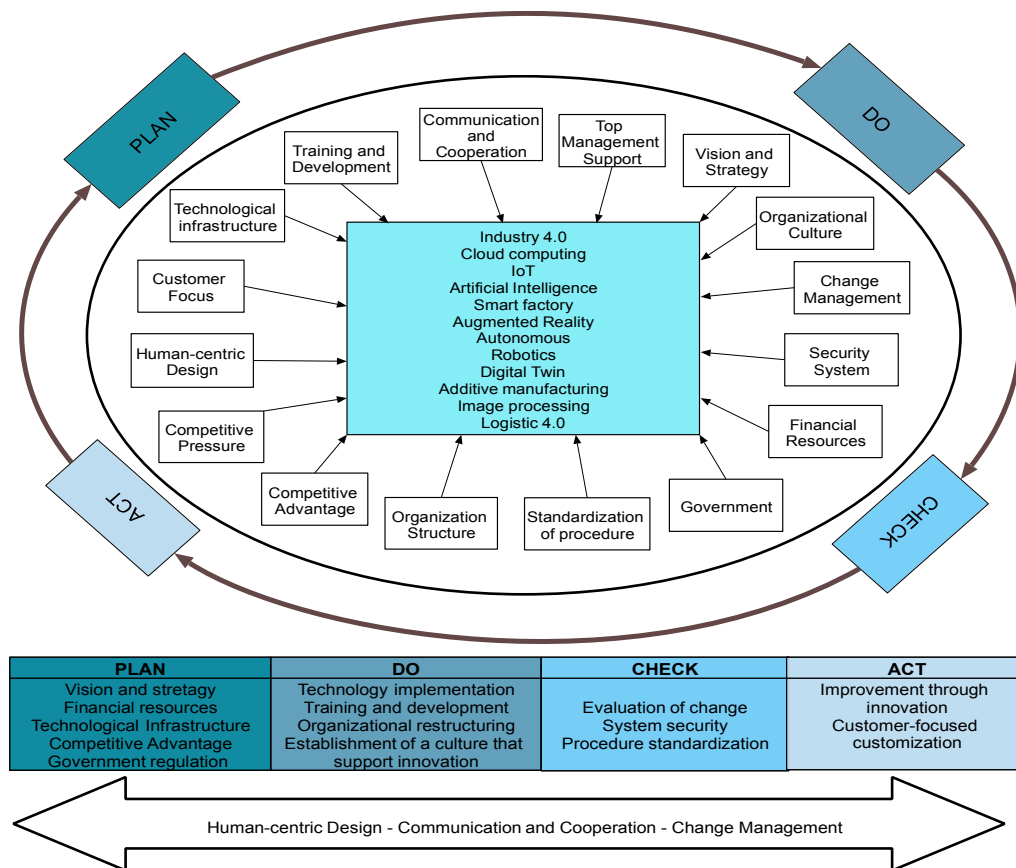 PLAN
DO
Communication
and
Cooperation
Top
Management
Support
Training and
Development
Vision and
Strategy
Technological
infrastructure
Organizational
Culture
Customer
Focus
Change
Management
Human-centric
Design
Security
System
Competitive
Pressure
Financial
Resources
Competitive
Advantage
Organization
Structure
Standardization
of procedure
Government
Industry 4.0
Cloud computing
IoT
Artificial Intelligence
Smart factory
Augmented Reality
Autonomous
Robotics
Digital Twin
Additive manufacturing
Image processing
Logistic 4.0
ACT
CHECK
PLAN
Vision and stretagy
Financial resources
Technological Infrastructure
Competitive Advantage
Government regulation
DO
Technology implementation
Training and development
Organizational restructuring
Establishment of a culture that
support innovation
CHECK
Evaluation of change
System security
Procedure standardization
ACT
Improvement through
innovation
Customer-focused
customization
Human-centric Design - Communication and Cooperation - Change Management